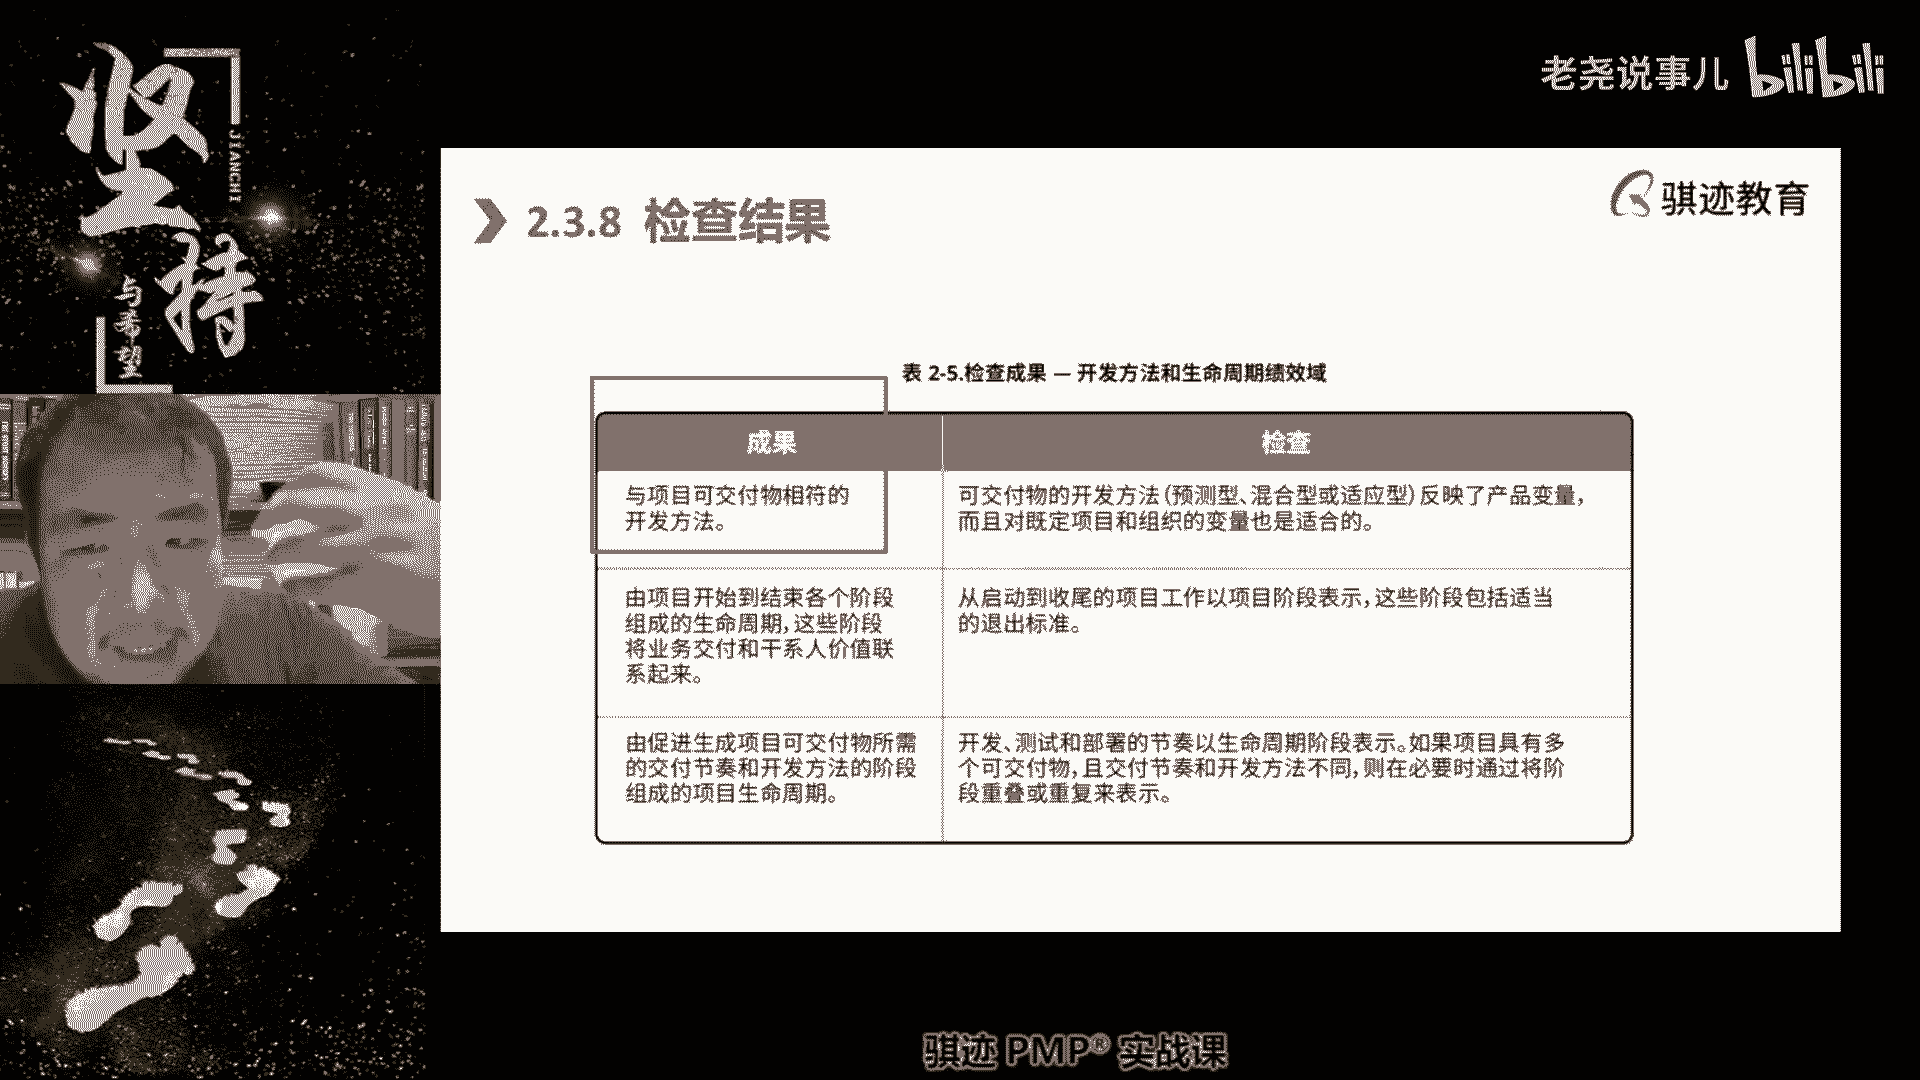 坚持
JIANCHI
与希望
老尧说事儿 bilibili
骐迹教育
2.3.8 检查结果
表 2-5.检查成果 — 开发方法和生命周期绩效域
成果
检查
与项目可交付物相符的
开发方法。
可交付物的开发方法(预测型、混合型或适应型)反映了产品变量,
而且对既定项目和组织的变量也是适合的。
由项目开始到结束各个阶段
组成的生命周期,这些阶段
将业务交付和干系人价值联
系起来。
从启动到收尾的项目工作以项目阶段表示,这些阶段包括适当
的退出标准。
由促进生成项目可交付物所需
的交付节奏和开发方法的阶段
组成的项目生命周期。
开发、测试和部署的节奏以生命周期阶段表示。如果项目具有多
个可交付物,且交付节奏和开发方法不同,则在必要时通过将阶
段重叠或重复来表示。
骐迹 PMP® 实战课